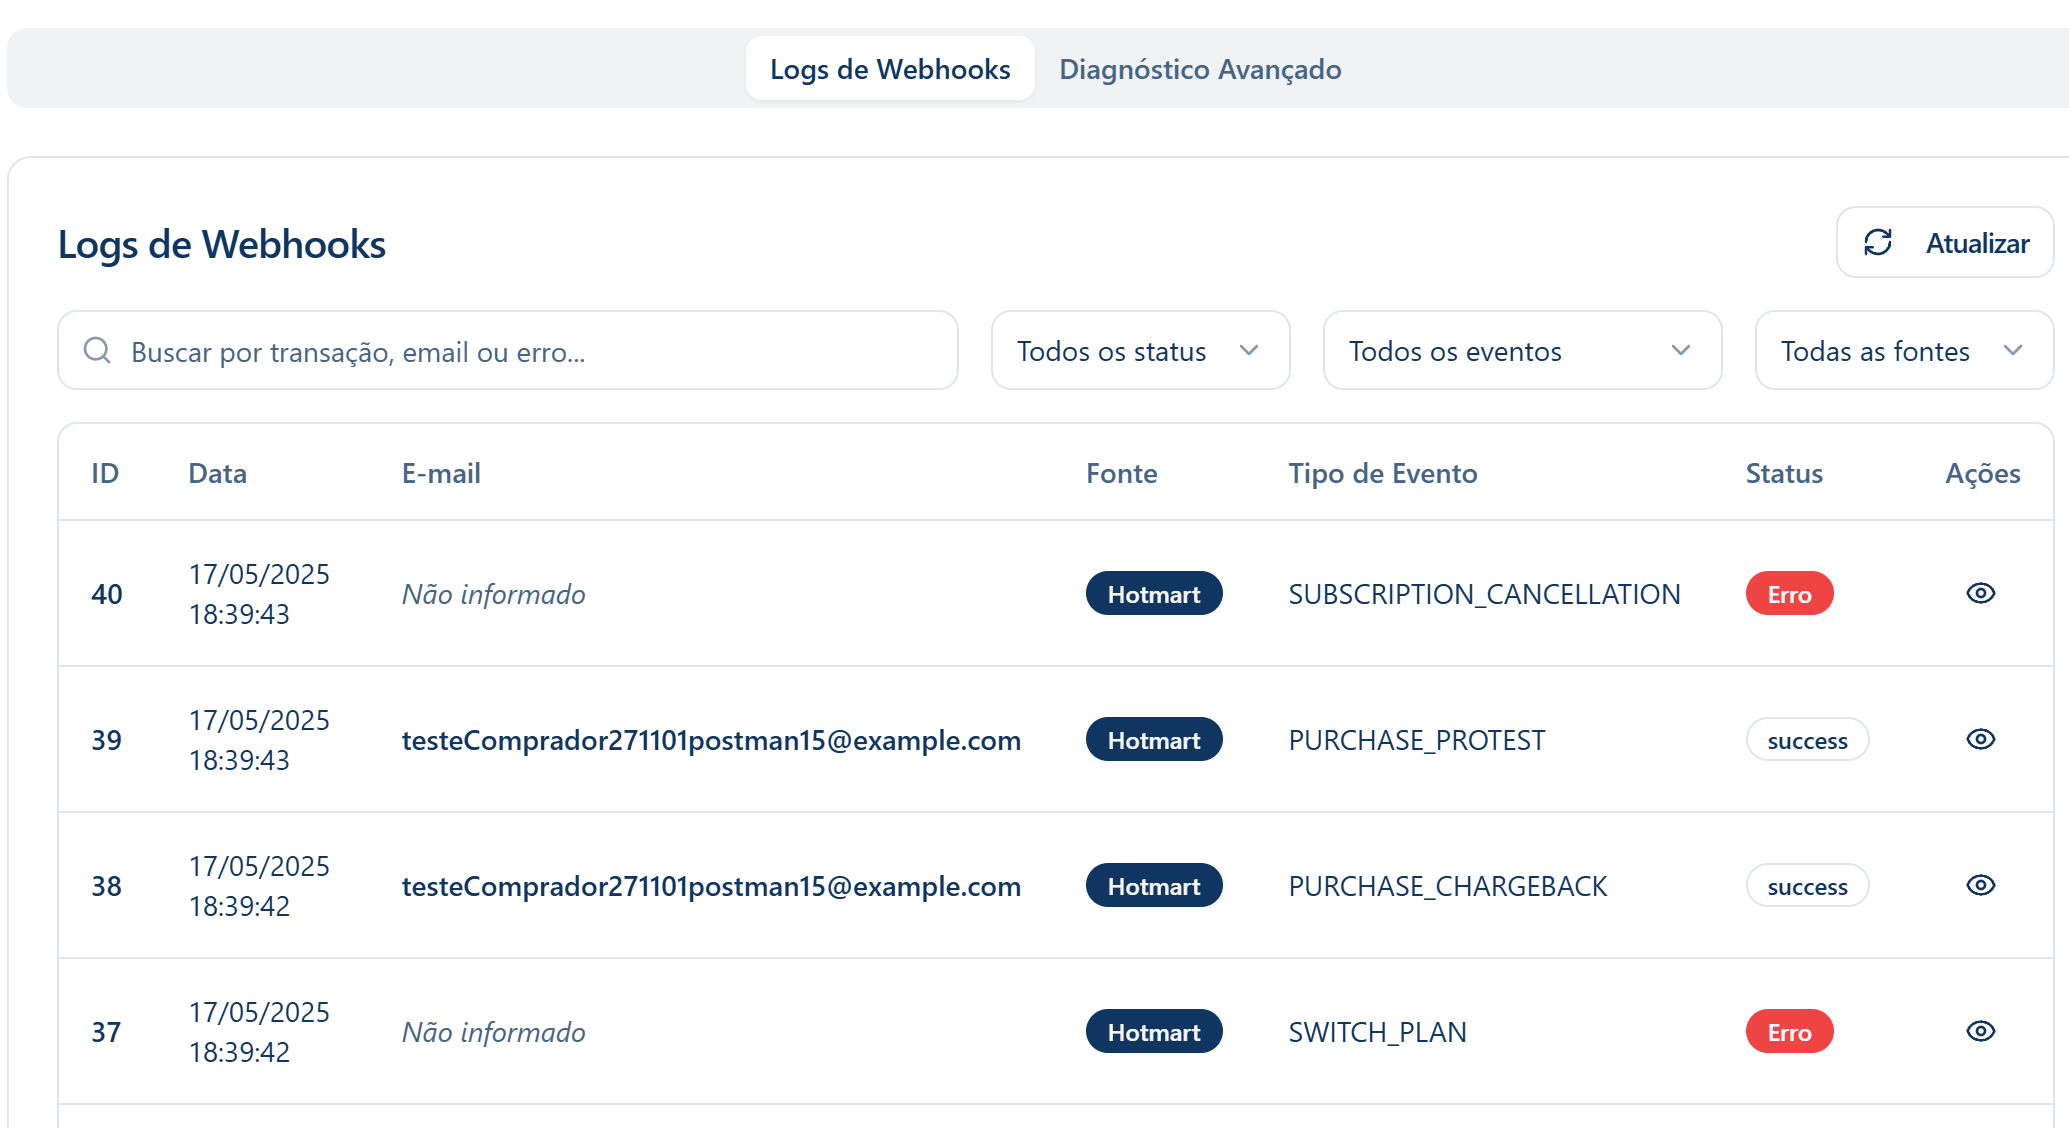 Logs de Webhooks
Diagnóstico Avançado
Logs de Webhooks
Atualizar
Buscar por transação, email ou erro...
Todos os status
Todos os eventos
Todas as fontes
ID Data E-mail Fonte Tipo de Evento Status Ações
40 17/05/2025 18:39:43 Não informado Hotmart SUBSCRIPTION_CANCELLATION Erro
39 17/05/2025 18:39:43 testeComprador271101postman15@example.com Hotmart PURCHASE_PROTEST success
38 17/05/2025 18:39:42 testeComprador271101postman15@example.com Hotmart PURCHASE_CHARGEBACK success
37 17/05/2025 18:39:42 Não informado Hotmart SWITCH_PLAN Erro